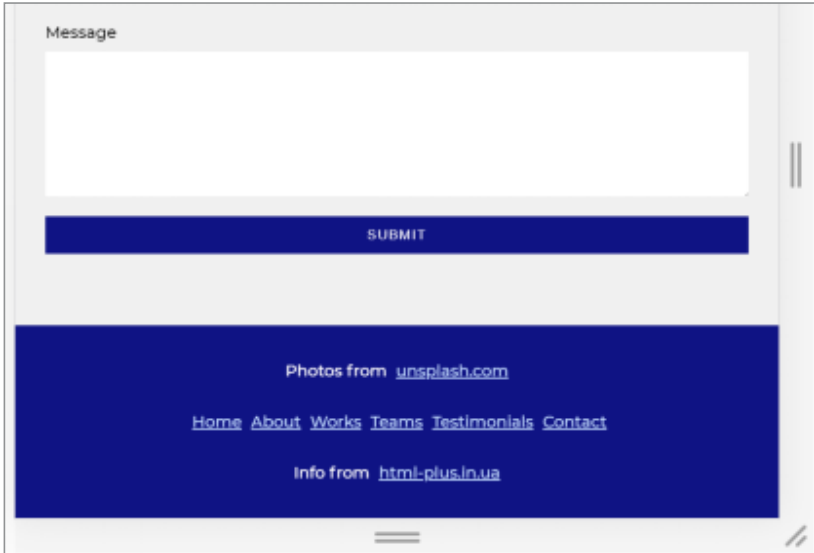 Message
SUBMIT
Photos from unsplash.com
Home About Works Teams Testimonials Contact
Info from html-plus.in.ua